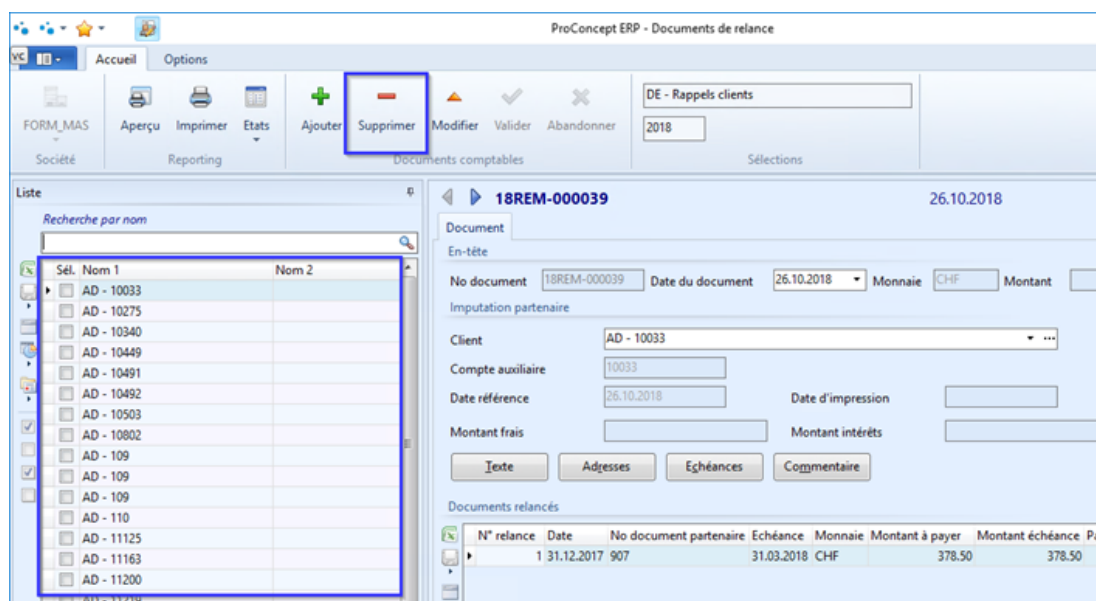 ProConcept ERP - Documents de relance
VC
Accueil Options
FORM_MAS Aperçu Imprimer Etats Ajouter Supprimer Modifier Valider Abandonner
DE - Rappels clients
2018
Société Reporting Documents comptables Sélections
Liste
Recherche par nom
Sél. Nom 1 Nom 2
AD - 10033
AD - 10275
AD - 10340
AD - 10449
AD - 10491
AD - 10492
AD - 10503
AD - 10802
AD - 109
AD - 109
AD - 109
AD - 110
AD - 11125
AD - 11163
AD - 11200
18REM-000039 26.10.2018
Document
En-tête
No document 18REM-000039 Date du document 26.10.2018 Monnaie CHF Montant
Imputation partenaire
Client AD - 10033
Compte auxiliaire 10033
Date référence 26.10.2018 Date d'impression
Montant frais Montant intérêts
Texte Adresses Echéances Commentaire
Documents relancés
N° relance Date No document partenaire Echéance Monnaie Montant à payer Montant échéance
1 31.12.2017 907 31.03.2018 CHF 378.50 378.50